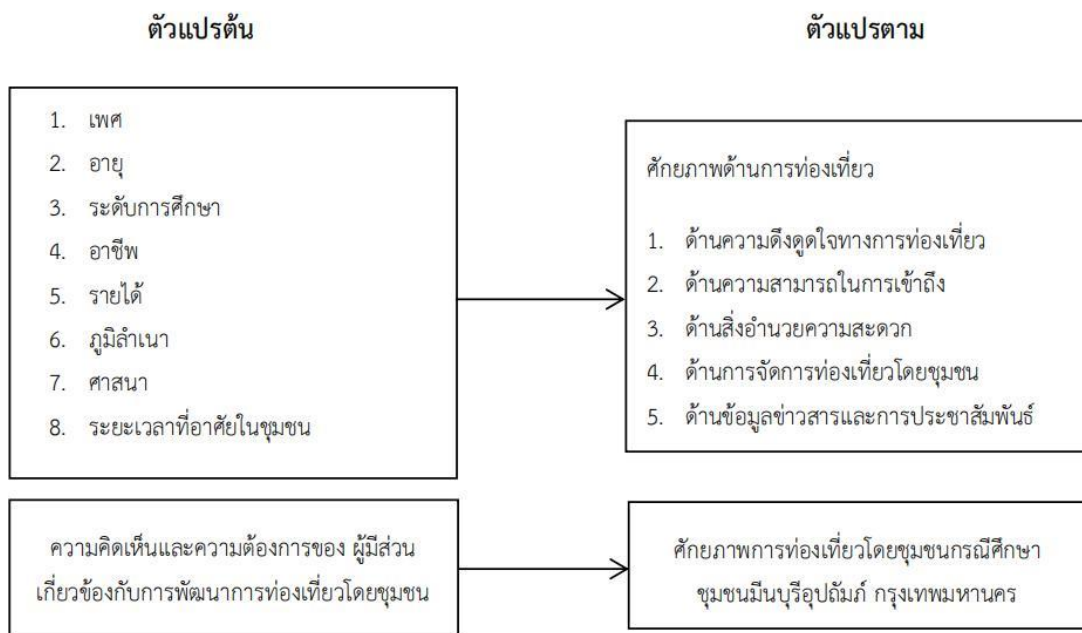 ตัวแปรต้น
ตัวแปรตาม
1. เพศ
2. อายุ
3. ระดับการศึกษา
4. อาชีพ
5. รายได้
6. ภูมิลำเนา
7. ศาสนา
8. ระยะเวลาที่อาศัยในชุมชน
ศักยภาพด้านการท่องเที่ยว
1. ด้านความดึงดูดใจทางการท่องเที่ยว
2. ด้านความสามารถในการเข้าถึง
3. ด้านสิ่งอำนวยความสะดวก
4. ด้านการจัดการท่องเที่ยวโดยชุมชน
5. ด้านข้อมูลข่าวสารและการประชาสัมพันธ์
ความคิดเห็นและความต้องการของ ผู้มีส่วน
เกี่ยวข้องกับการพัฒนาการท่องเที่ยวโดยชุมชน
ศักยภาพการท่องเที่ยวโดยชุมชนกรณีศึกษา
ชุมชนมีนบุรีอุปถัมภ์ กรุงเทพมหานคร